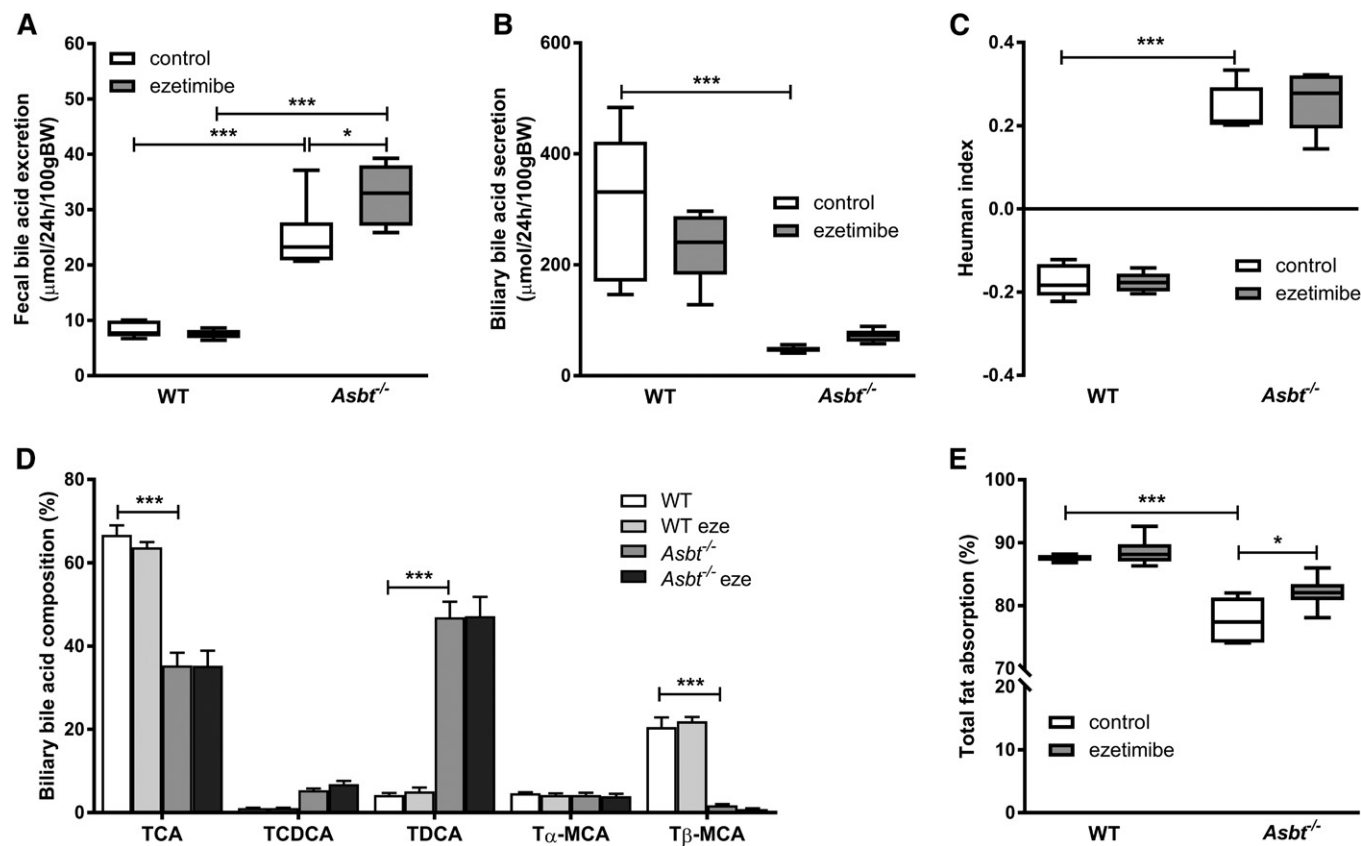 A
Fecal bile acid excretion
(μmol/24h/100gBW)
60
50
40
30
20
10
0
control
ezetimibe
***
***
*
WT
Asbt-/-
B
Biliary bile acid secretion
(μmol/24h/100gBW)
600
400
200
0
***
control
ezetimibe
WT
Asbt-/-
C
Heuman index
0.4
0.2
0.0
-0.2
-0.4
***
control
ezetimibe
WT
Asbt-/-
D
Biliary bile acid composition (%)
80
60
40
20
0
***
***
***
WT
WT eze
Asbt-/-
Asbt-/- eze
TCA
TCDCA
TDCA
Tα-MCA
Tβ-MCA
E
Total fat absorption (%)
100
90
80
70
20
10
0
***
*
control
ezetimibe
WT
Asbt-/-